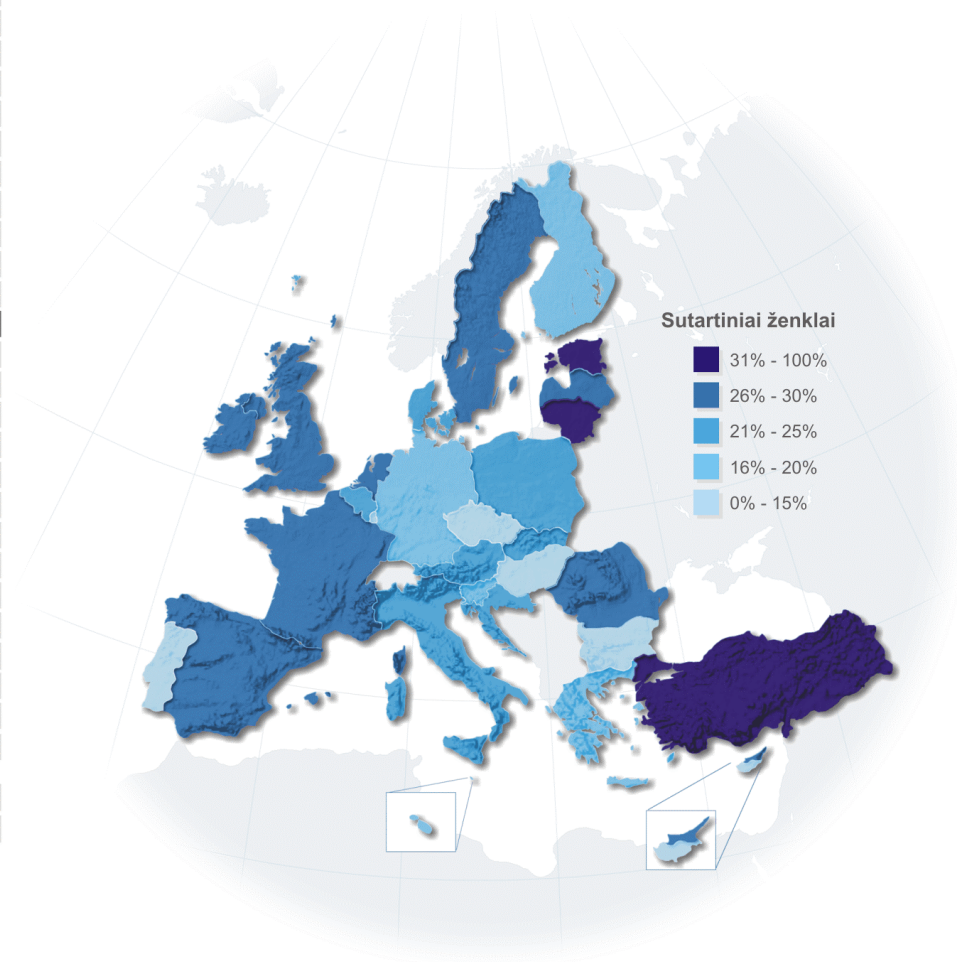 Sutartiniai ženklai
31% - 100%
26% - 30%
21% - 25%
16% - 20%
0% - 15%